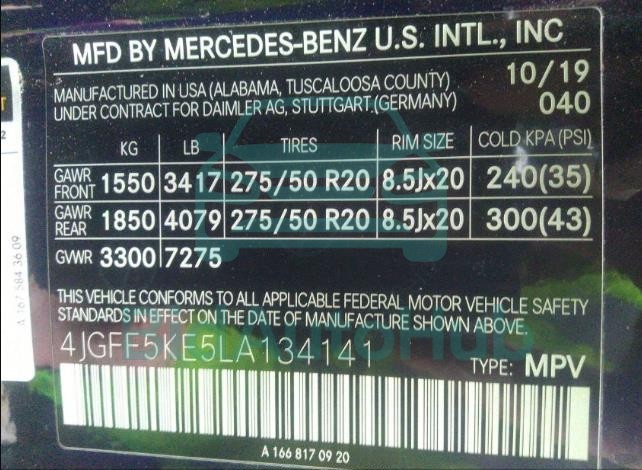 MFD BY MERCEDES-BENZ U.S. INTL., INC
MANUFACTURED IN USA (ALABAMA, TUSCALOOSA COUNTY) 10/19
UNDER CONTRACT FOR DAIMLER AG, STUTTGART.(GERMANY) 040
KG LB TIRES RIM SIZE COLD KPA (PSI)
GAWR FRONT 1550 3417 275/50 R20 8.5Jx20 240(35)
GAWR REAR 1850 4079 275/50 R20 8.5Jx20 300(43)
GVWR 3300 7275
THIS VEHICLE CONFORMS TO ALL APPLICABLE FEDERAL MOTOR VEHICLE SAFETY
STANDARDS IN EFFECT ON THE DATE OF MANUFACTURE SHOWN ABOVE.
4JGFF5KE5LA134141 TYPE: MPV
A 166 817 09 20
A 167 584 36 09